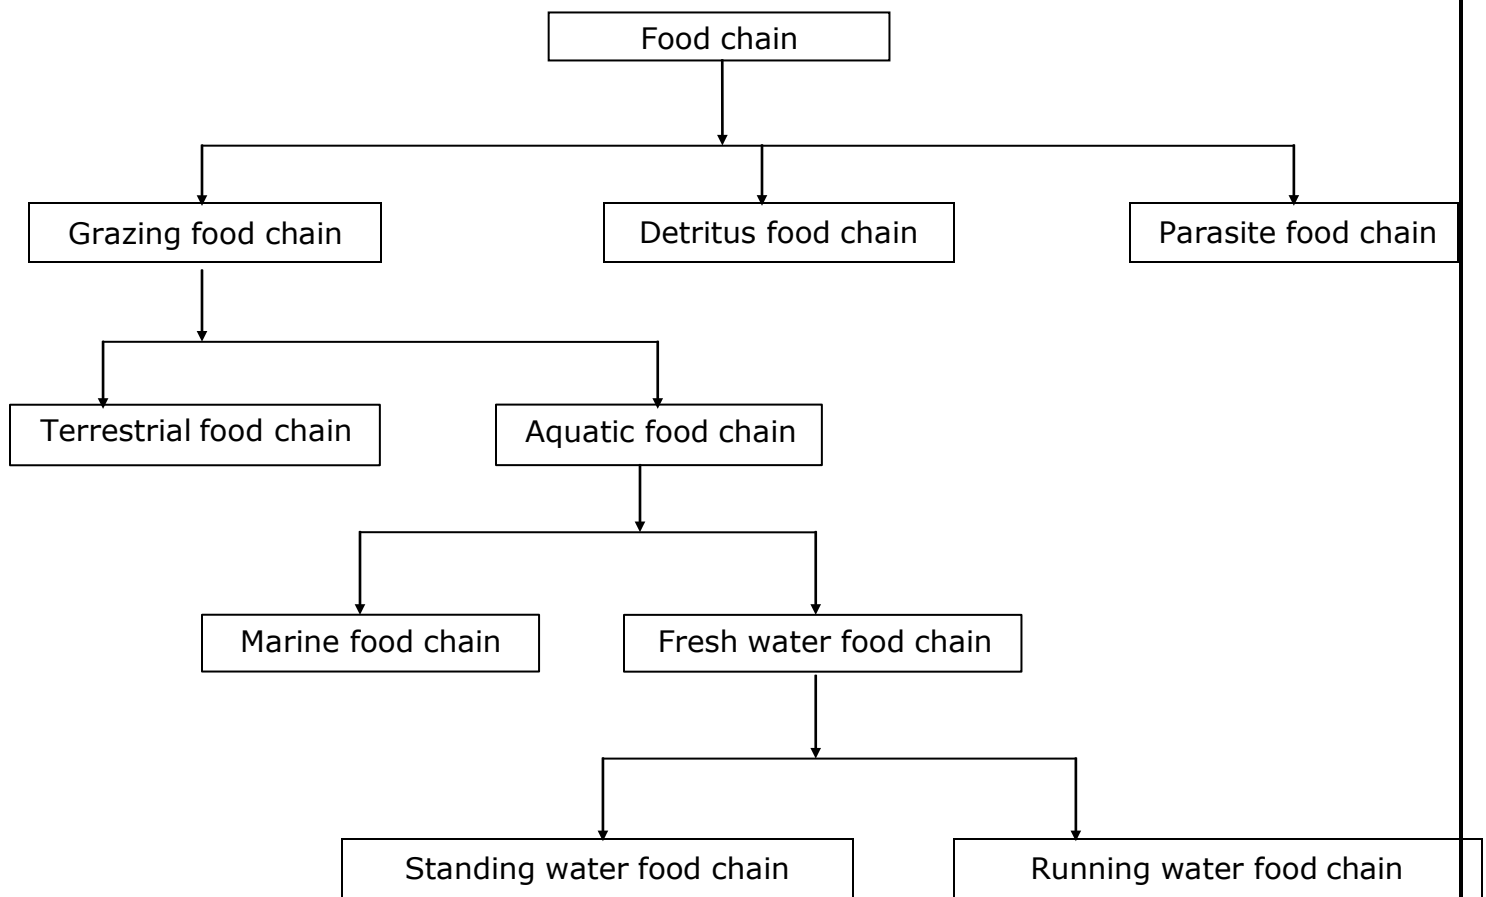 Food chain
Grazing food chain
Detritus food chain
Parasite food chain
Terrestrial food chain
Aquatic food chain
Marine food chain
Fresh water food chain
Standing water food chain
Running water food chain